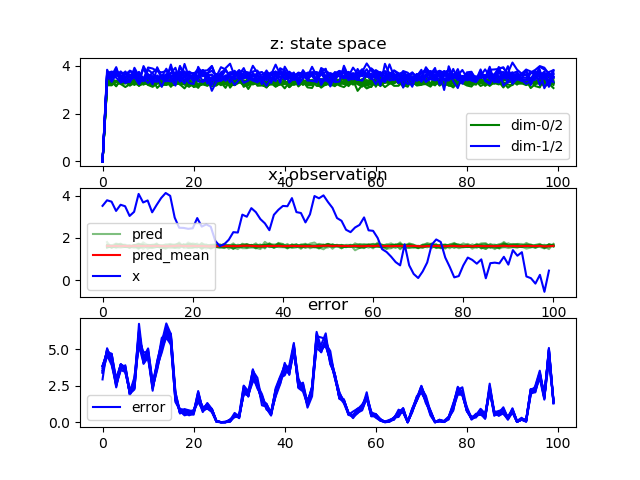 z: state space
4
2
0
dim-0/2
dim-1/2
0 20 40 60 80 100
x: observation
4
2
0
pred
pred_mean
x
0 20 40 60 80 100
error
5.0
2.5
0.0
error
0 20 40 60 80 100